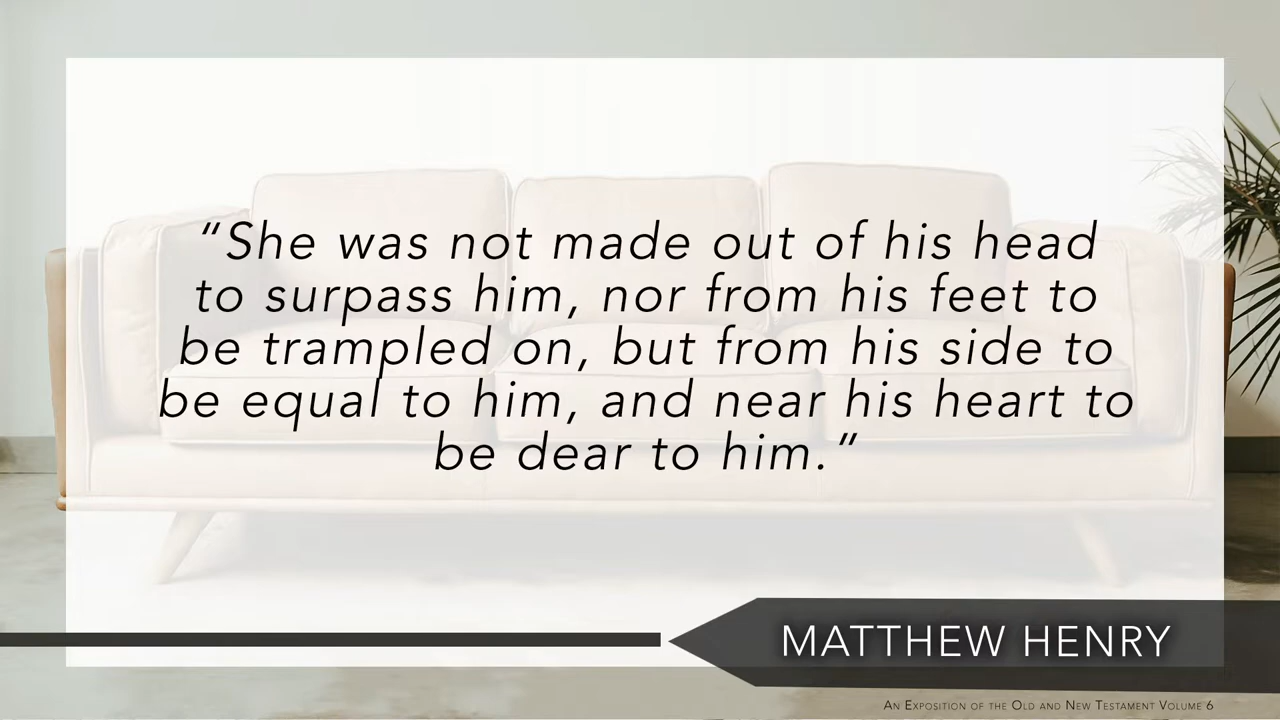 “She was not made out of his head
to surpass him, nor from his feet to
be trampled on, but from his side to
be equal to him, and near his heart to
be dear to him.”
MATTHEW HENRY
An Exposition of the Old and New Testament Volume 6